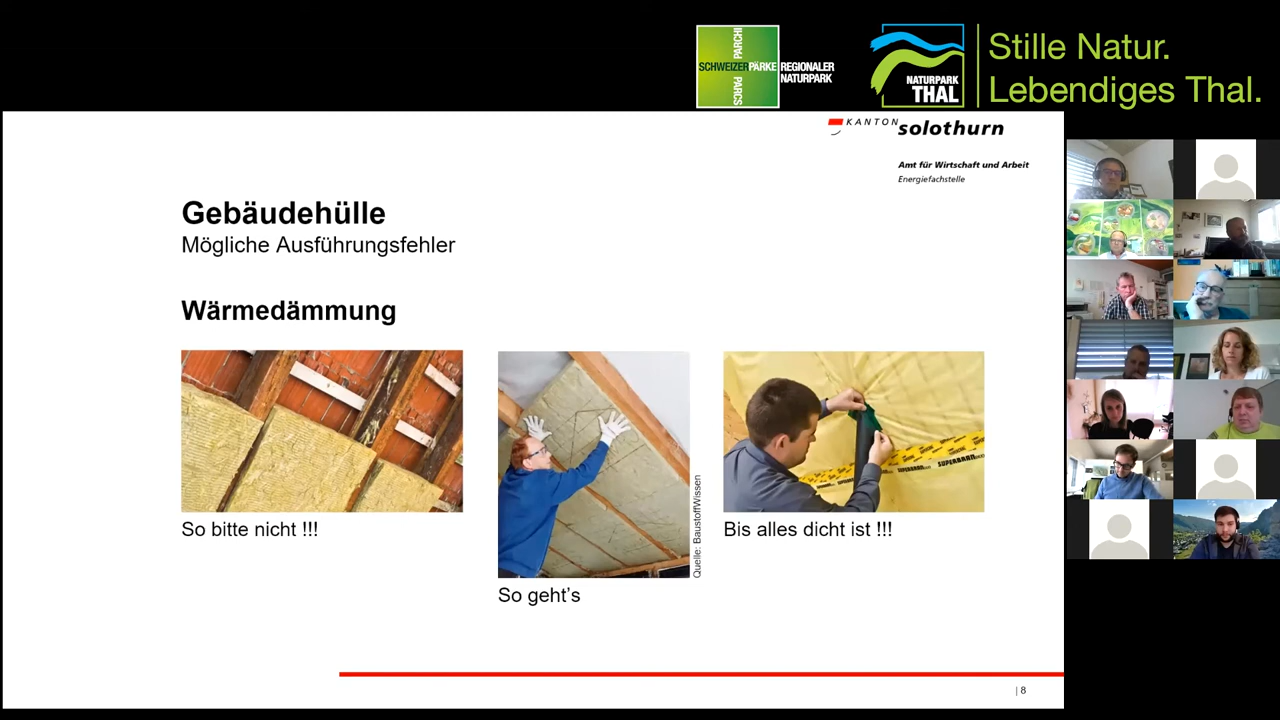 SCHWEIZER PÄRKE
PARCHI
PARCS
REGIONALER
NATURPARK
NATURPARK
THAL
Stille Natur.
Lebendiges Thal.
KANTON solothurn
Amt für Wirtschaft und Arbeit
Energiefachstelle
Gebäudehülle
Mögliche Ausführungsfehler
Wärmedämmung
SUPERBRAN
Quelle: BaustoffWissen
So bitte nicht !!!
Bis alles dicht ist !!!
So geht's
| 8